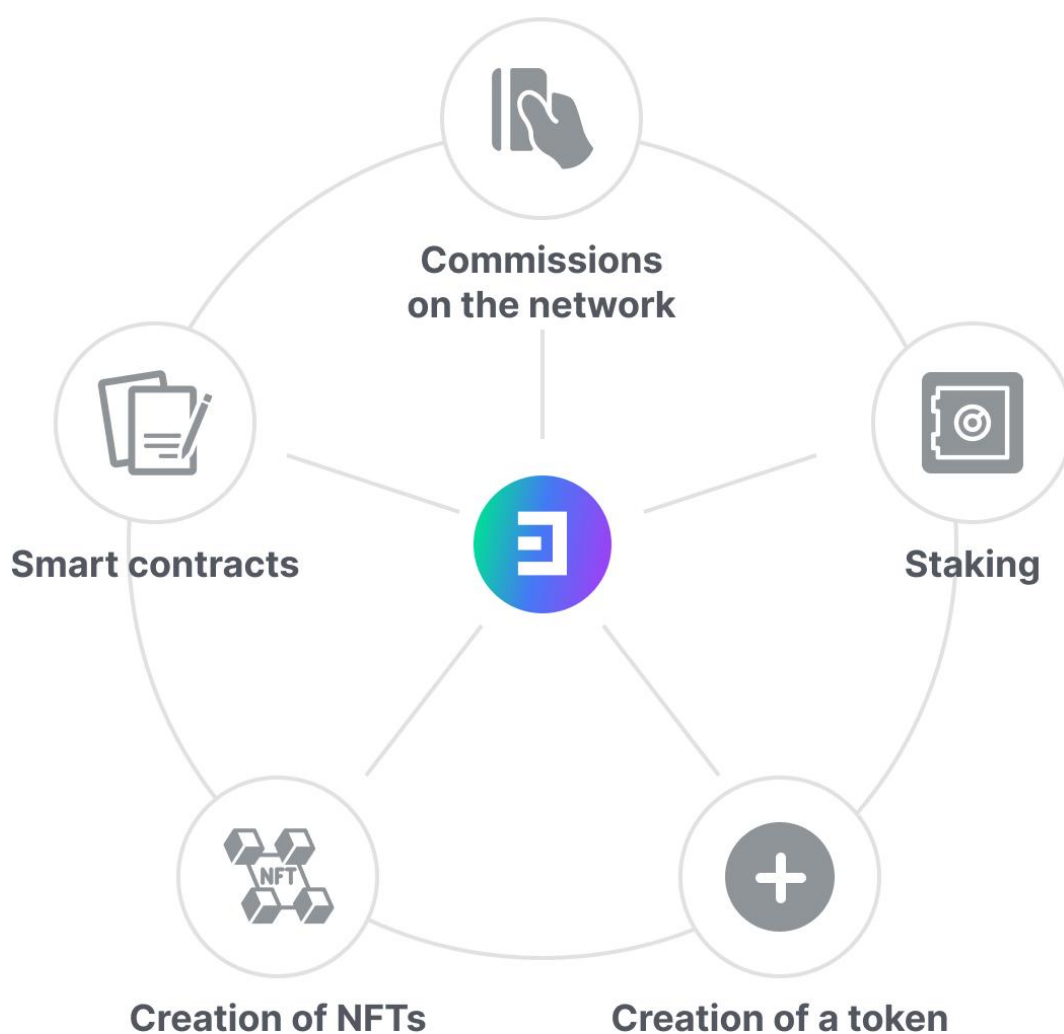 Commissions
on the network
Smart contracts
Staking
NFT
Creation of NFTs
Creation of a token